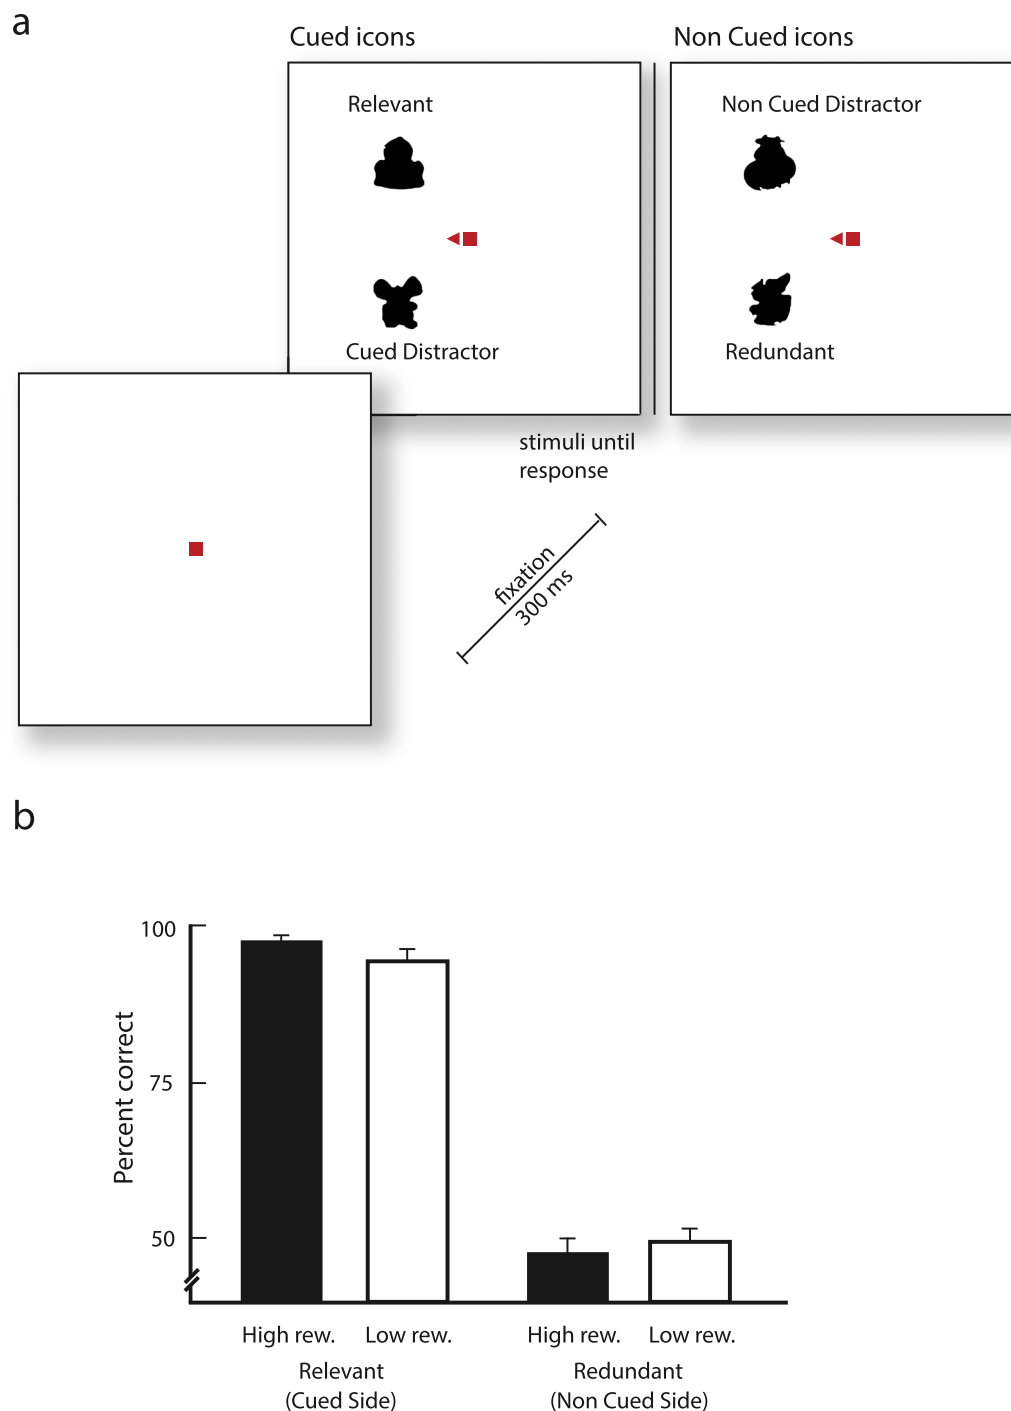 a
Cued icons
Non Cued icons
Relevant
Non Cued Distractor
Cued Distractor
Redundant
stimuli until
response
fixation
300 ms
b
100
75
50
Percent correct
High rew. Low rew. High rew. Low rew.
Relevant Redundant
(Cued Side) (Non Cued Side)